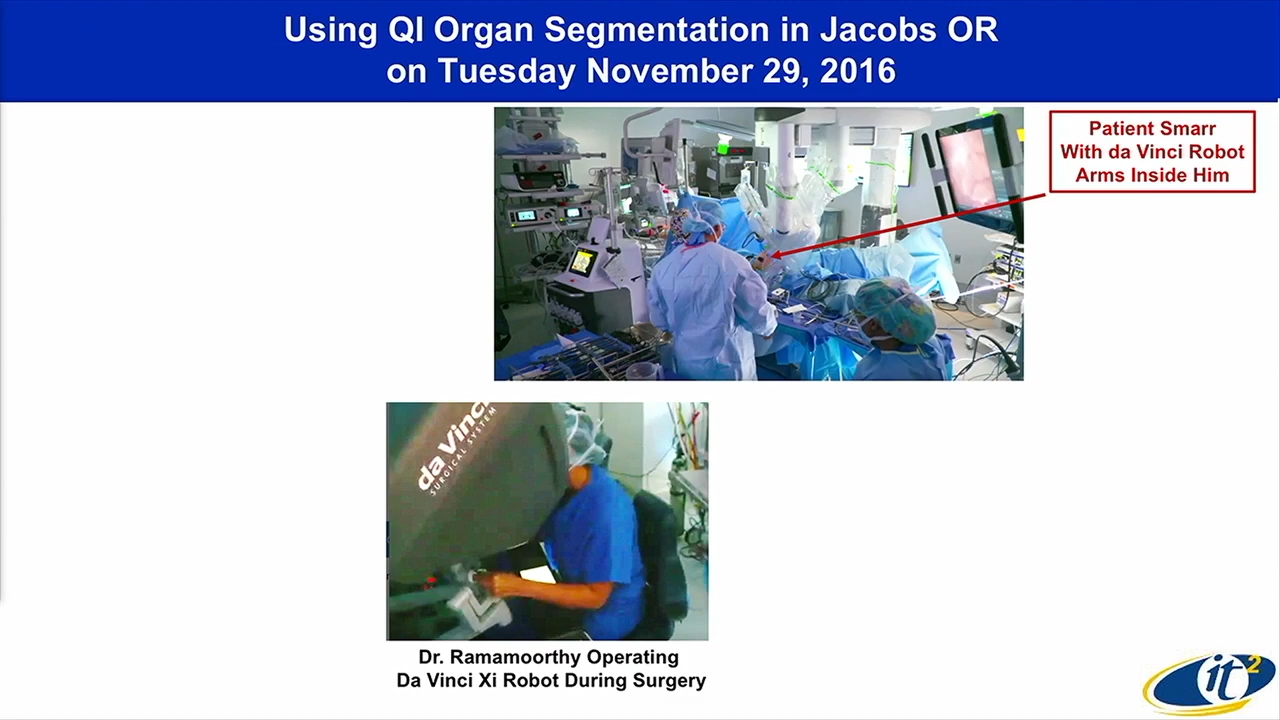 Using QI Organ Segmentation in Jacobs OR
on Tuesday November 29, 2016
Patient Smarr
With da Vinci Robot
Arms Inside Him
da Vinci
SURGICAL SYSTEM
Dr. Ramamoorthy Operating
Da Vinci Xi Robot During Surgery
it2